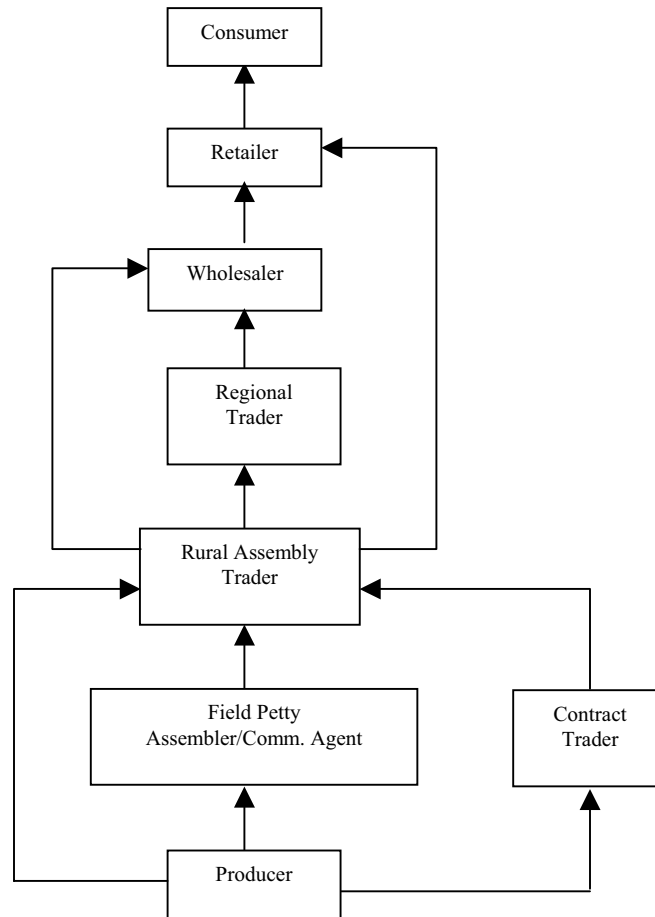 Consumer
Retailer
Wholesaler
Regional
Trader
Rural Assembly
Trader
Field Petty
Assembler/Comm. Agent
Contract
Trader
Producer